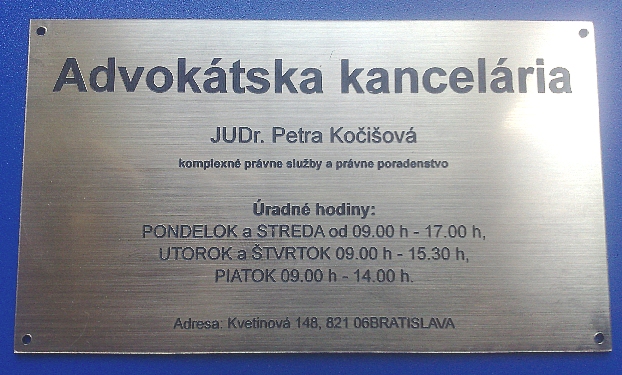 Advokátska kancelária
JUDr. Petra Kočišová
komplexné právne služby a právne poradenstvo
Úradné hodiny:
PONDELOK a STREDA od 09.00 h - 17.00 h,
UTOROK a ŠTVRTOK 09.00 h - 15.30 h,
PIATOK 09.00 h - 14.00 h.
Adresa: Kvetinová 148, 821 06BRATISLAVA